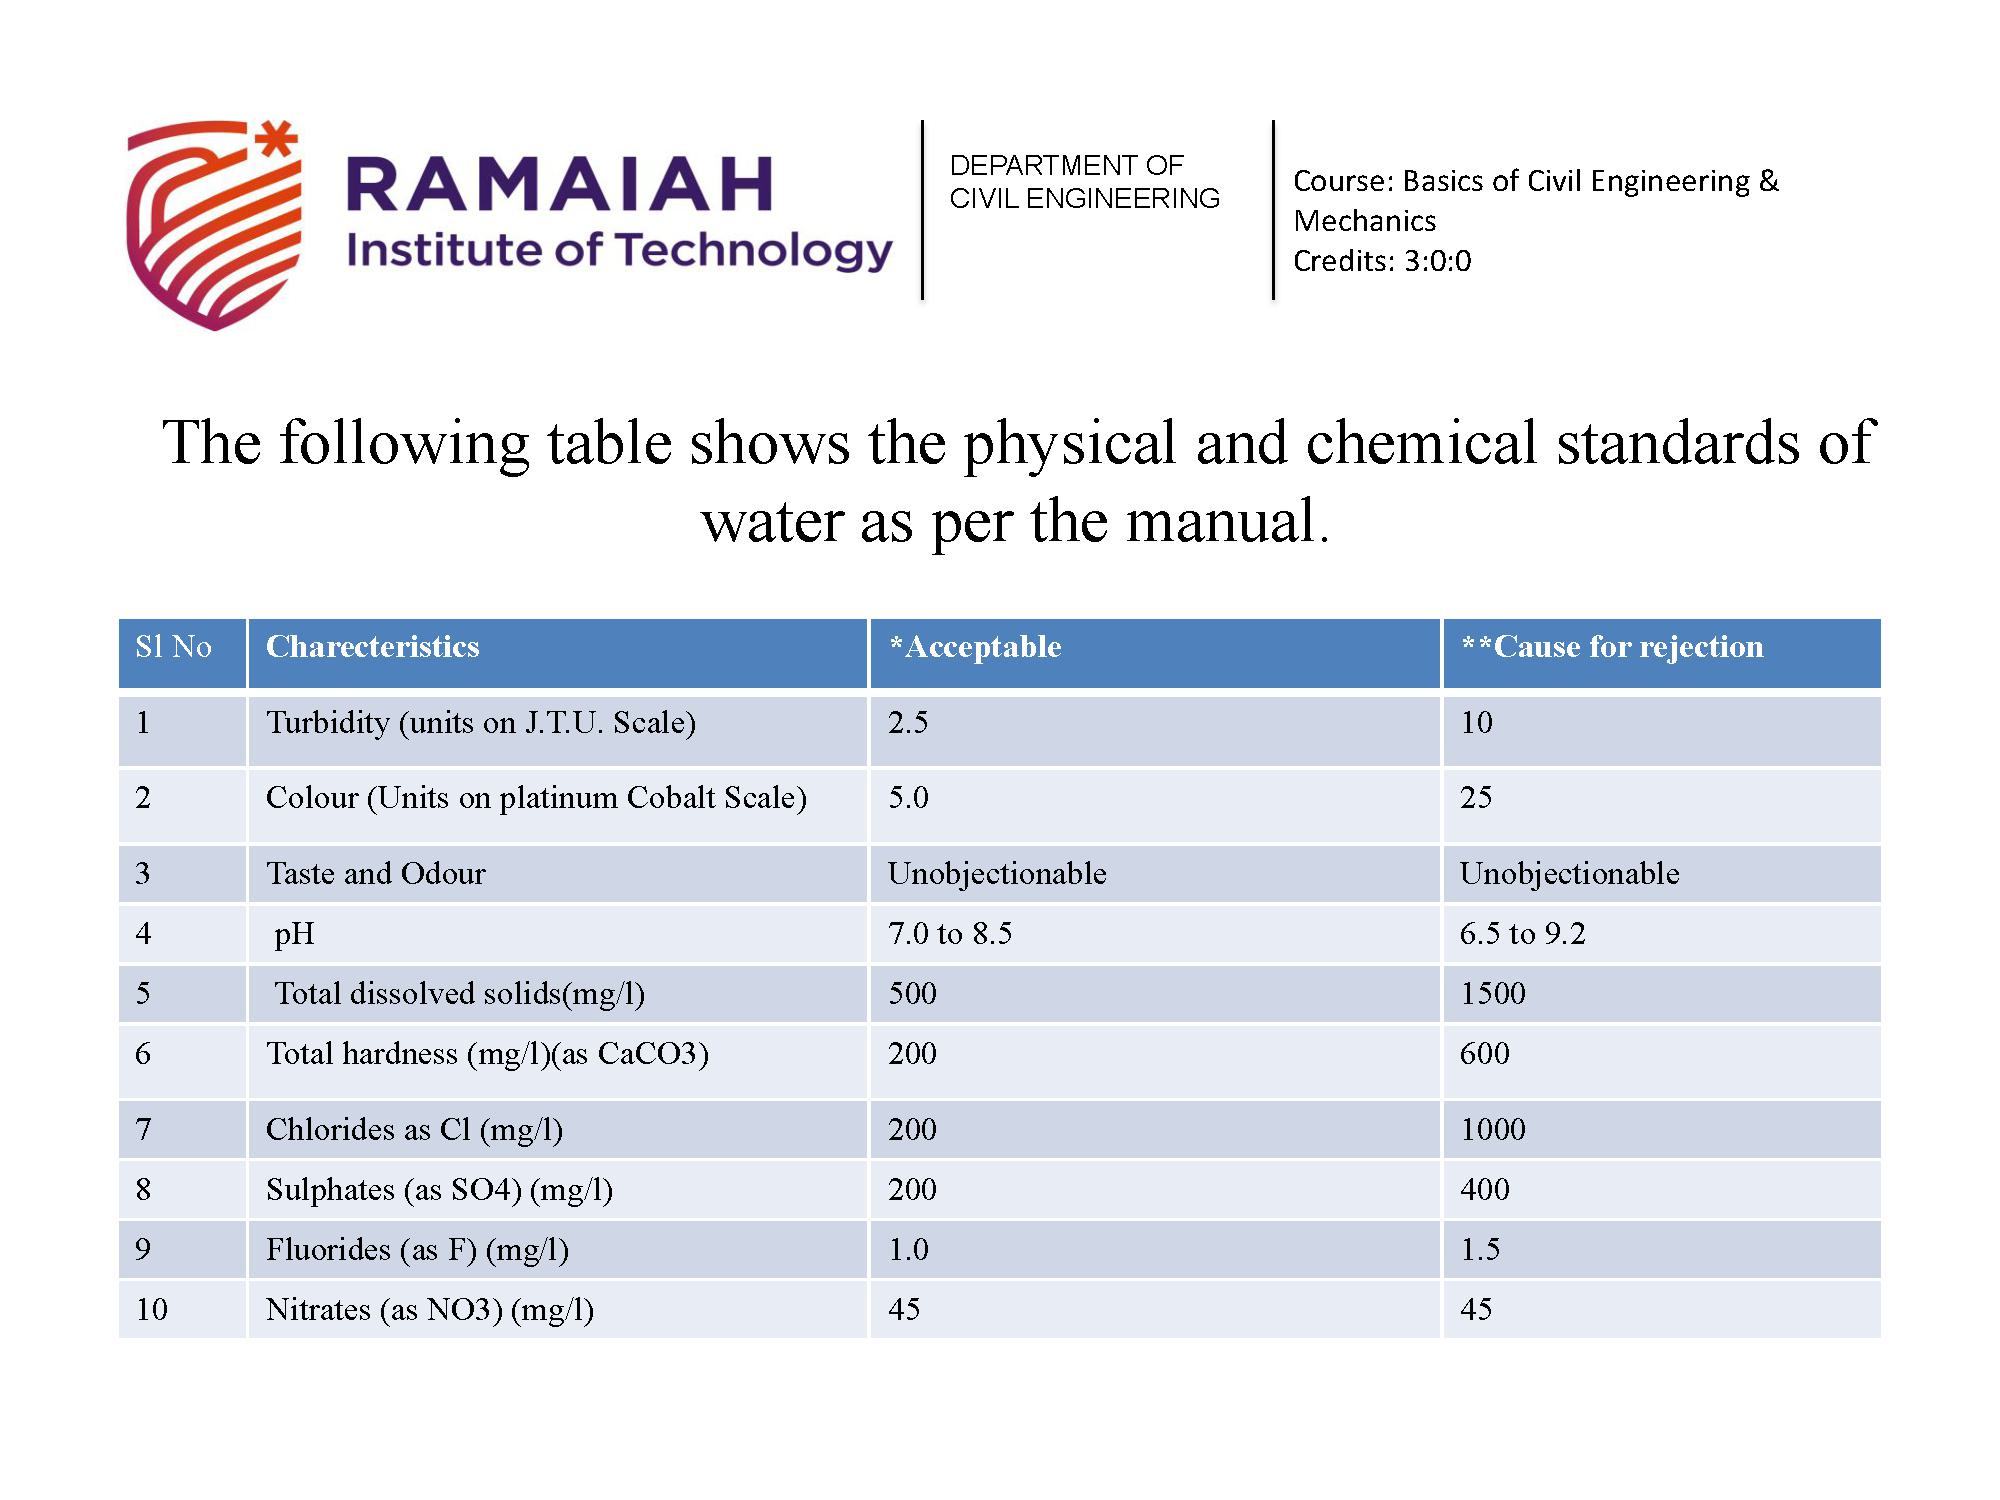 RAMAIAH
Institute of Technology
DEPARTMENT OF
CIVIL ENGINEERING
Course: Basics of Civil Engineering &
Mechanics
Credits: 3:0:0
The following table shows the physical and chemical standards of
water as per the manual.
Sl No Charecteristics *Acceptable **Cause for rejection
1 Turbidity (units on J.T.U. Scale) 2.5 10
2 Colour (Units on platinum Cobalt Scale) 5.0 25
3 Taste and Odour Unobjectionable Unobjectionable
4 pH 7.0 to 8.5 6.5 to 9.2
5 Total dissolved solids(mg/l) 500 1500
6 Total hardness (mg/l)(as CaCO3) 200 600
7 Chlorides as Cl (mg/l) 200 1000
8 Sulphates (as SO4) (mg/l) 200 400
9 Fluorides (as F) (mg/l) 1.0 1.5
10 Nitrates (as NO3) (mg/l) 45 45